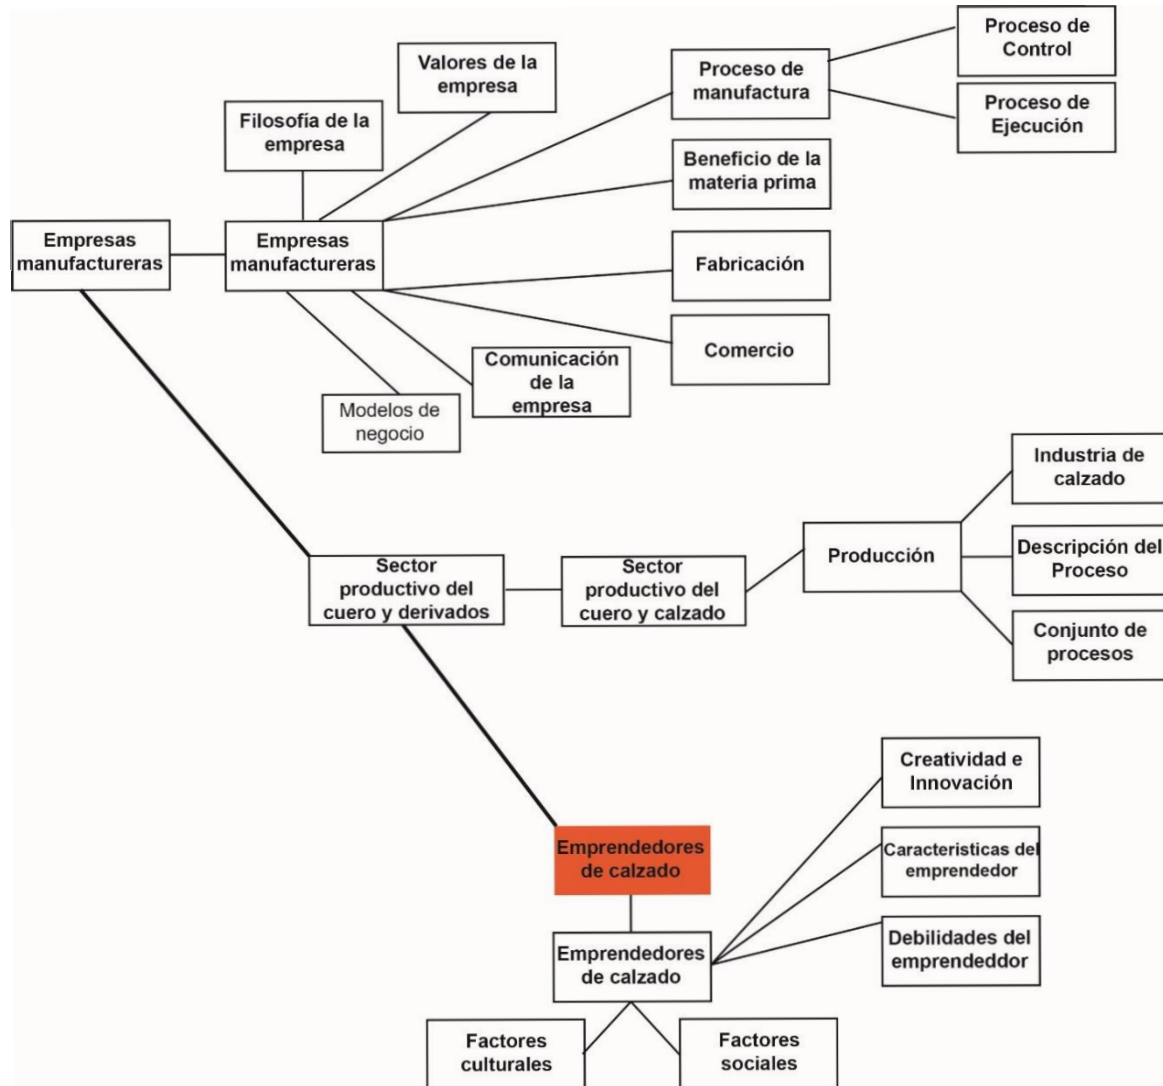 Proceso de
Control
Valores de la
empresa
Proceso de
manufactura
Proceso de
Ejecución
Filosofía de la
empresa
Beneficio de la
materia prima
Empresas
manufactureras
Empresas
manufactureras
Fabricación
Comercio
Comunicación
de la
empresa
Modelos de
negocio
Industria de
calzado
Producción
Descripción del
Proceso
Sector
productivo del
cuero y derivados
Sector
productivo del
cuero y calzado
Conjunto de
procesos
Creatividad e
Innovación
Emprendedores
de calzado
Caracteristicas del
emprendedor
Emprendedores
de calzado
Debilidades del
emprendeddor
Factores
culturales
Factores
sociales